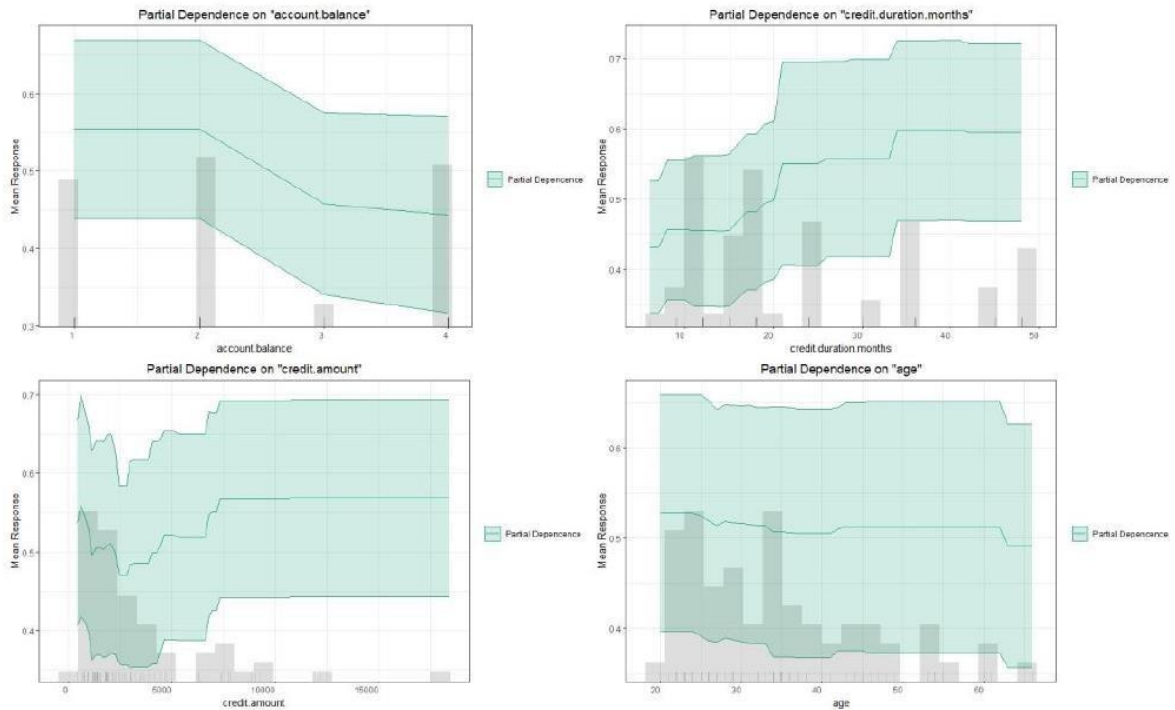 Partial Dependence on "account.balance"
0.6
0.5
0.4
0.3
Mean Response
1 2 3 4
account.balance
Partial Dependence
Partial Dependence on "credit.duration.months"
0.7
0.6
0.5
0.4
Mean Response
10 20 30 40 50
credit.duration.months
Partial Dependence
Partial Dependence on "credit.amount"
0.7
0.6
0.5
0.4
Mean Response
0 5000 10000 15000
credit.amount
Partial Dependence
Partial Dependence on "age"
0.6
0.5
0.4
Mean Response
20 30 40 50 60
age
Partial Dependence